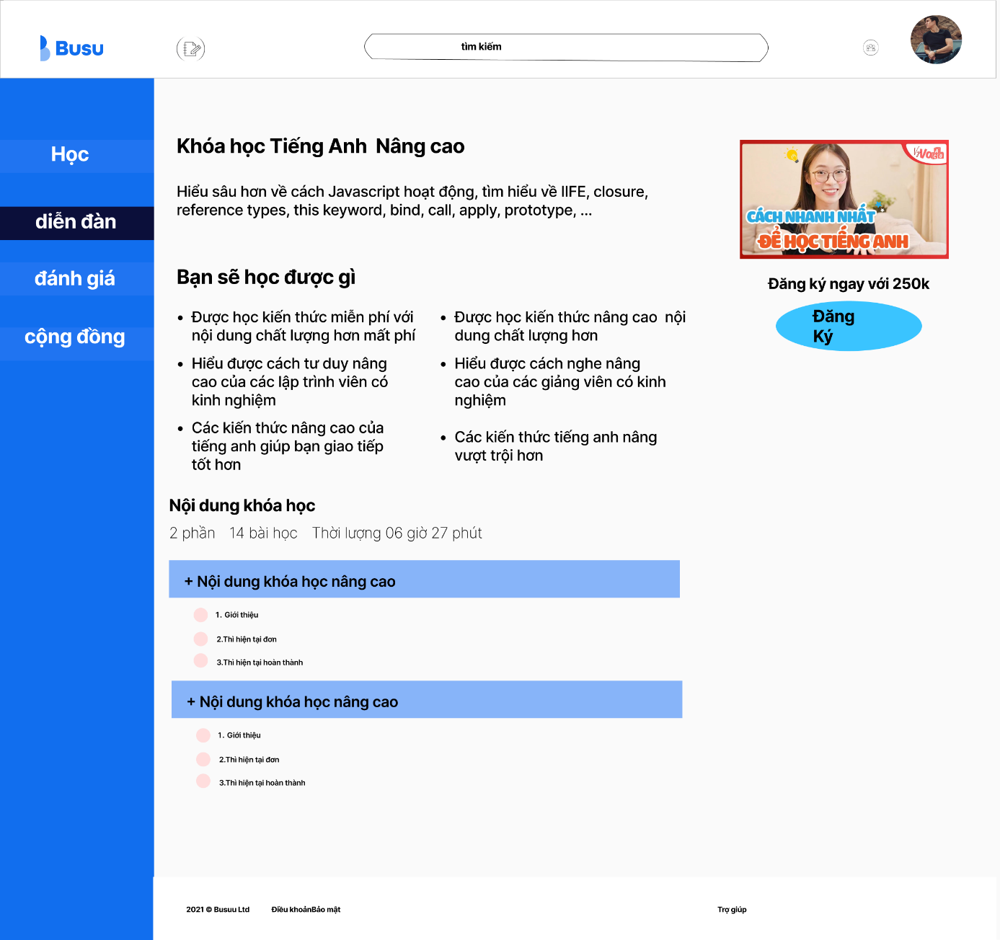 Busu
tìm kiếm
Học
diễn đàn
đánh giá
cộng đồng
Khóa học Tiếng Anh  Nâng cao
Hiểu sâu hơn về cách Javascript hoạt động, tìm hiểu về IIFE, closure,
reference types, this keyword, bind, call, apply, prototype, ...
CÁCH NHANH NHẤT
ĐỂ HỌC TIẾNG ANH
Đăng ký ngay với 250k
Đăng
Ký
Bạn sẽ học được gì
• Được học kiến thức miễn phí với
nội dung chất lượng hơn mất phí
• Hiểu được cách tư duy nâng
cao của các lập trình viên có
kinh nghiệm
• Các kiến thức nâng cao của
tiếng anh giúp bạn giao tiếp
tốt hơn
• Được học kiến thức nâng cao  nội
dung chất lượng hơn
• Hiểu được cách nghe nâng
cao của các giảng viên có kinh
nghiệm
• Các kiến thức tiếng anh nâng
vượt trội hơn
Nội dung khóa học
2 phần   14 bài học   Thời lượng 06 giờ 27 phút
+ Nội dung khóa học nâng cao
1. Giới thiệu
2.Thì hiện tại đơn
3.Thì hiện tại hoàn thành
+ Nội dung khóa học nâng cao
1. Giới thiệu
2.Thì hiện tại đơn
3.Thì hiện tại hoàn thành
2021 © Busuu Ltd   Điều khoảnBảo mật   Trợ giúp